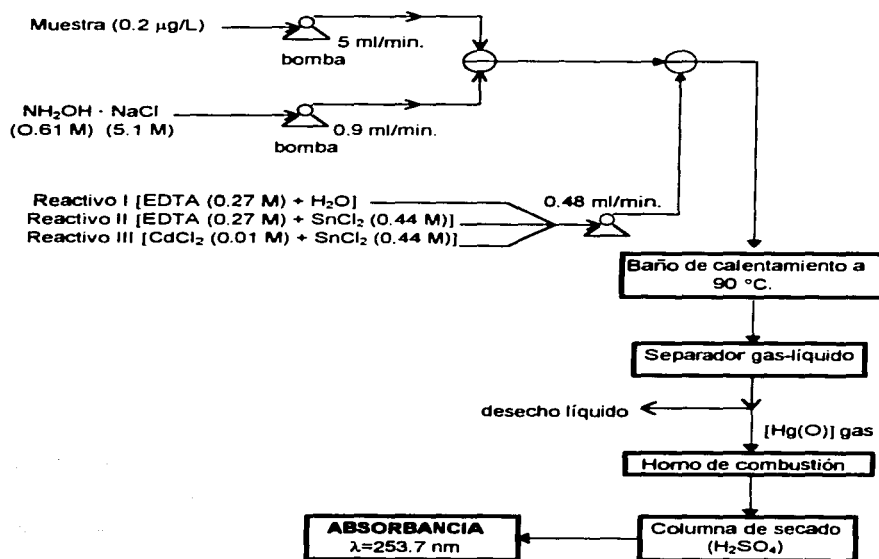 Muestra (0.2 µg/L)
5 ml/min.
bomba
NH₂OH · NaCl
(O.61 M) (5.1 M)
0.9 ml/min.
bomba
Reactivo I [EDTA (0.27 M) + H₂O]
Reactivo II [EDTA (0.27 M) + SnCl₂ (0.44 M)]
Reactivo III [CdCl₂ (0.01 M) + SnCl₂ (0.44 M)]
0.48 ml/min.
Baño de calentamiento a
90 °C.
Separador gas-líquido
desecho líquido
[Hg(O)] gas
Horno de combustión
Columna de secado
(H₂SO₄)
ABSORBANCIA
λ=253.7 nm